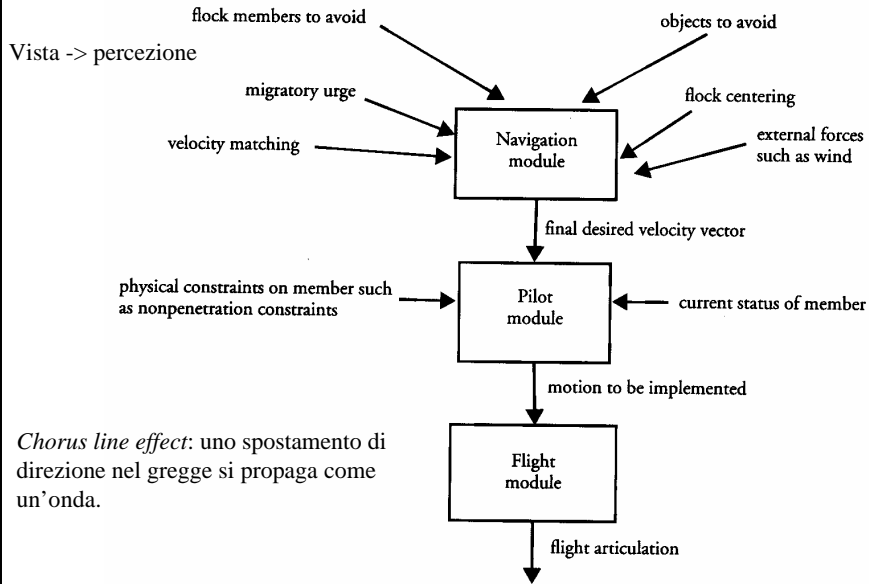 flock members to avoid
objects to avoid
Vista -> percezione
migratory urge
flock centering
velocity matching
Navigation
module
external forces
such as wind
final desired velocity vector
physical constraints on member such
as nonpenetration constraints
Pilot
module
current status of member
motion to be implemented
Chorus line effect: uno spostamento di
direzione nel gregge si propaga come
un'onda.
Flight
module
flight articulation